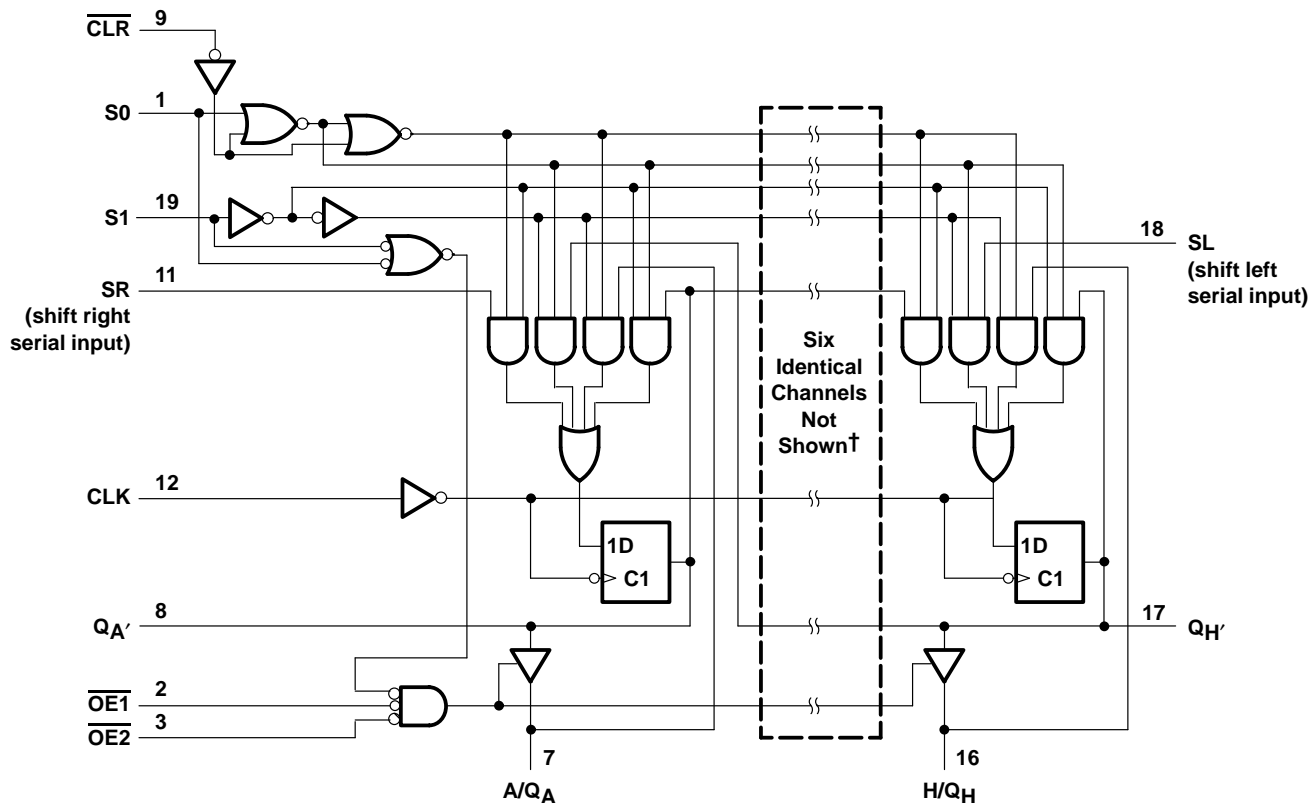 CLR 9
S0 1
S1 19
SR 11
(shift right
serial input)
18 SL
(shift left
serial input)
Six
Identical
Channels
Not
Shown†
CLK 12
1D
C1
1D
C1
QA′ 8
17 QH′
OE1 2
OE2 3
7
A/QA
16
H/QH